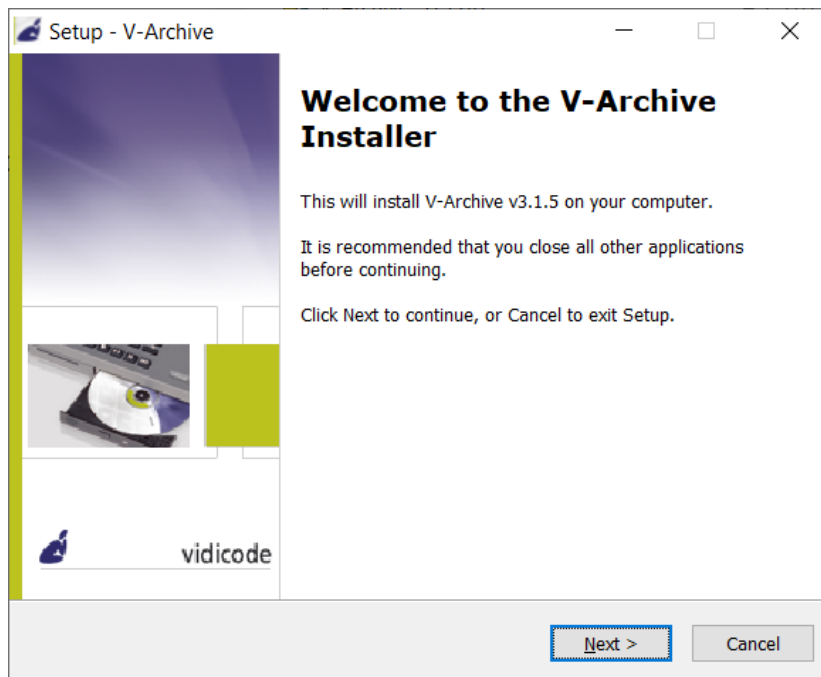 Setup - V-Archive
Welcome to the V-Archive
Installer
This will install V-Archive v3.1.5 on your computer.
It is recommended that you close all other applications
before continuing.
Click Next to continue, or Cancel to exit Setup.
vidicode
Next >
Cancel